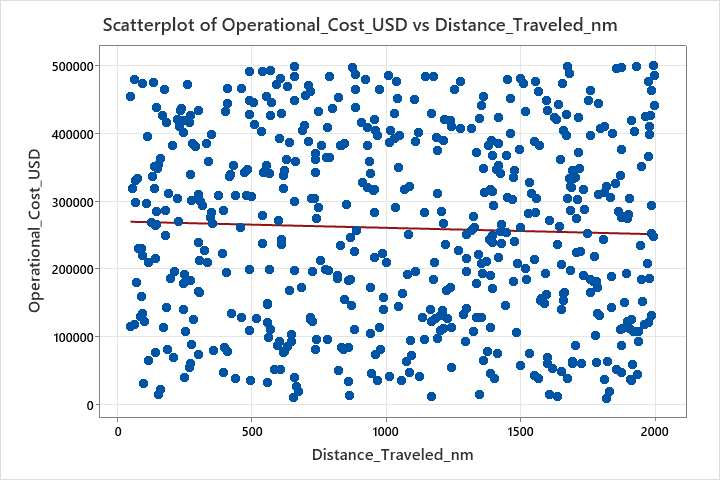 Scatterplot of Operational_Cost_USD vs Distance_Traveled_nm
500000
400000
300000
200000
100000
0
Operational_Cost_USD
0 500 1000 1500 2000
Distance_Traveled_nm